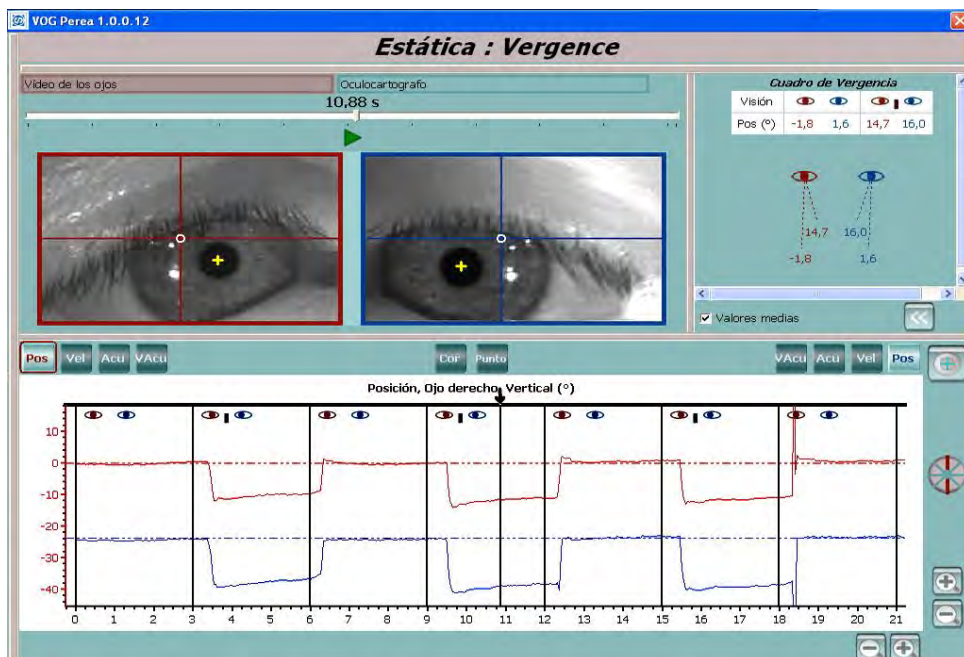 VOG Perea 1.0.0.12
Estática : Vergence
Vídeo de los ojos
Oculocartografo
10,88 s
Cuadro de Vergencia
Visión
Pos (°) -1,8 1,6 14,7 16,0
14,7 16,0
-1,8 1,6
Valores medias
Pos Vel Acu VAcu Cor Punto VAcu Acu Vel Pos
Posición, Ojo derecho, Vertical (°)
10
0
-10
-20
-30
-40
0 1 2 3 4 5 6 7 8 9 10 11 12 13 14 15 16 17 18 19 20 21